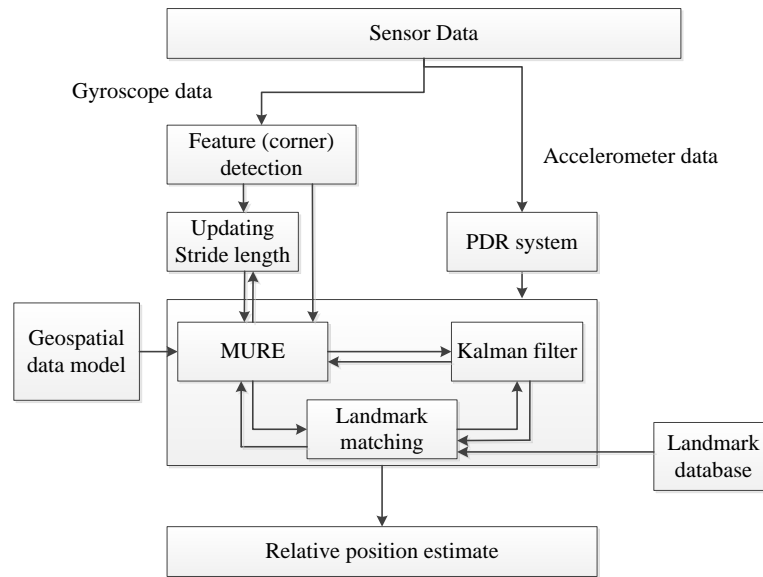 Sensor Data
Gyroscope data
Feature (corner)
detection
Accelerometer data
Updating
Stride length
PDR system
Geospatial
data model
MURE
Kalman filter
Landmark
matching
Landmark
database
Relative position estimate